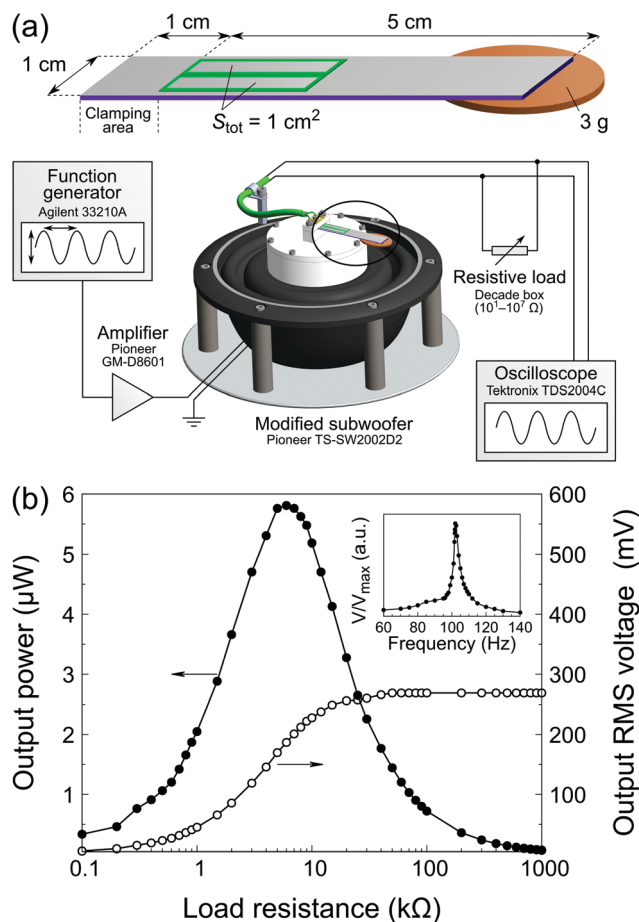 (a)
1 cm
5 cm
1 cm
Clamping
area
Stot = 1 cm²
3 g
Function
generator
Agilent 33210A
Resistive load
Decade box
(10¹–10⁷ Ω)
Amplifier
Pioneer
GM-D8601
Oscilloscope
Tektronix TDS2004C
Modified subwoofer
Pioneer TS-SW2002D2
(b)
6
5
4
3
2
1
Output power (µW)
600
500
400
300
200
100
0
Output RMS voltage (mV)
V/Vmax (a.u.)
60 80 100 120 140
Frequency (Hz)
0.1 1 10 100 1000
Load resistance (kΩ)